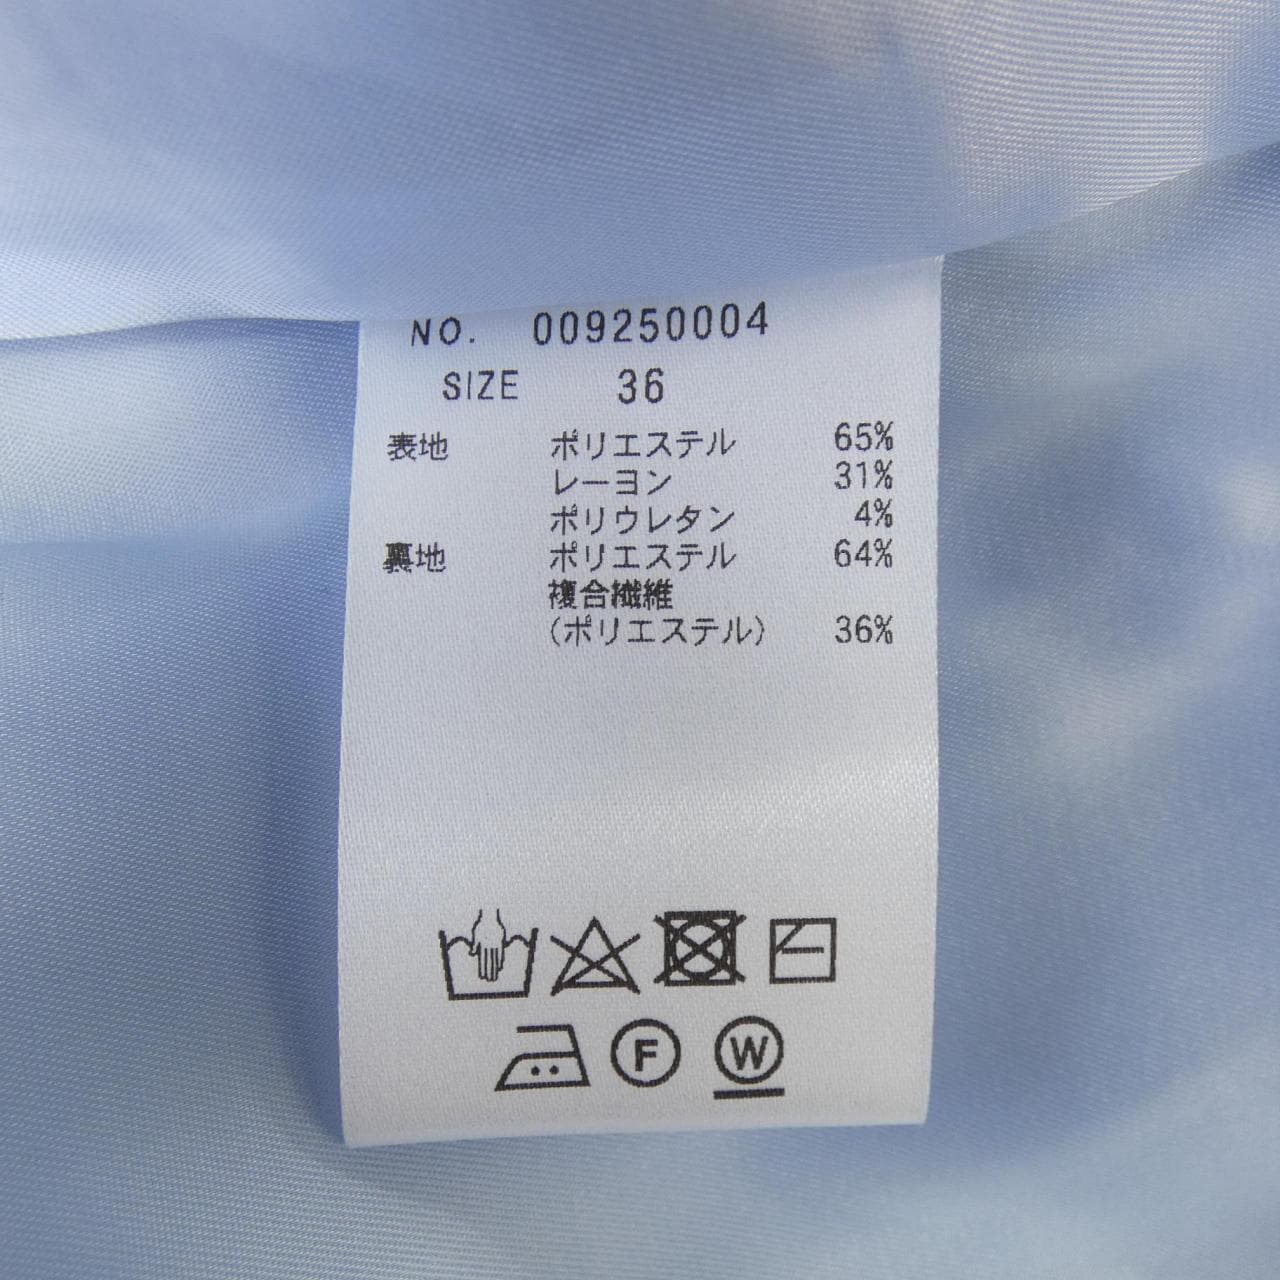 NO. 009250004
SIZE 36
表地 ポリエステル 65%
レーヨン 31%
ポリウレタン 4%
裏地 ポリエステル 64%
複合繊維
(ポリエステル) 36%
F W